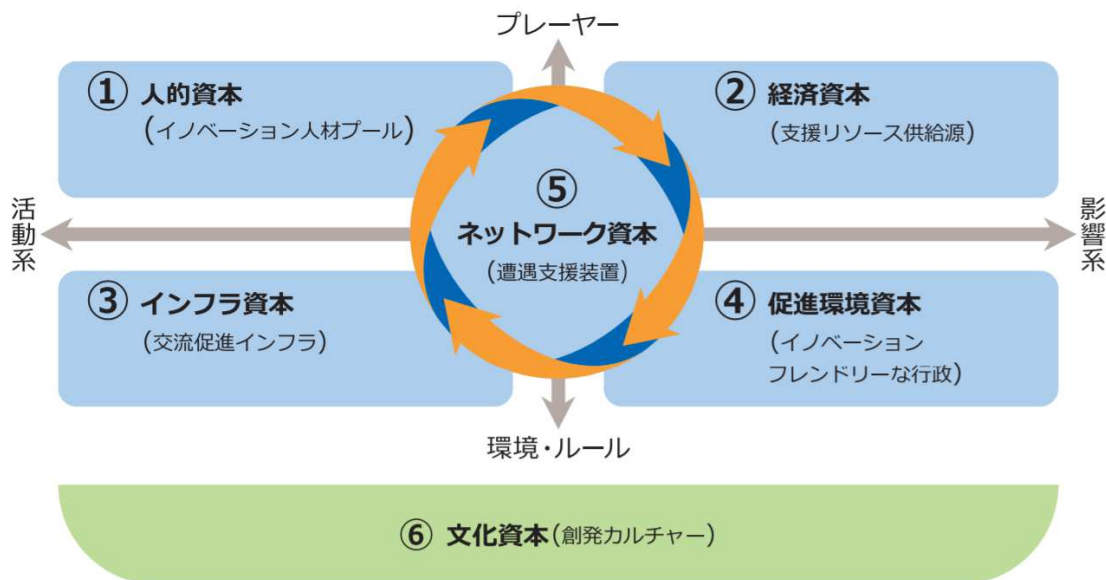 プレーヤー
① 人的資本
(イノベーション人材プール)
② 経済資本
(支援リソース供給源)
活動系
⑤
ネットワーク資本
(遭遇支援装置)
影響系
③ インフラ資本
(交流促進インフラ)
④ 促進環境資本
(イノベーション
フレンドリーな行政)
環境・ルール
⑥ 文化資本(創発カルチャー)